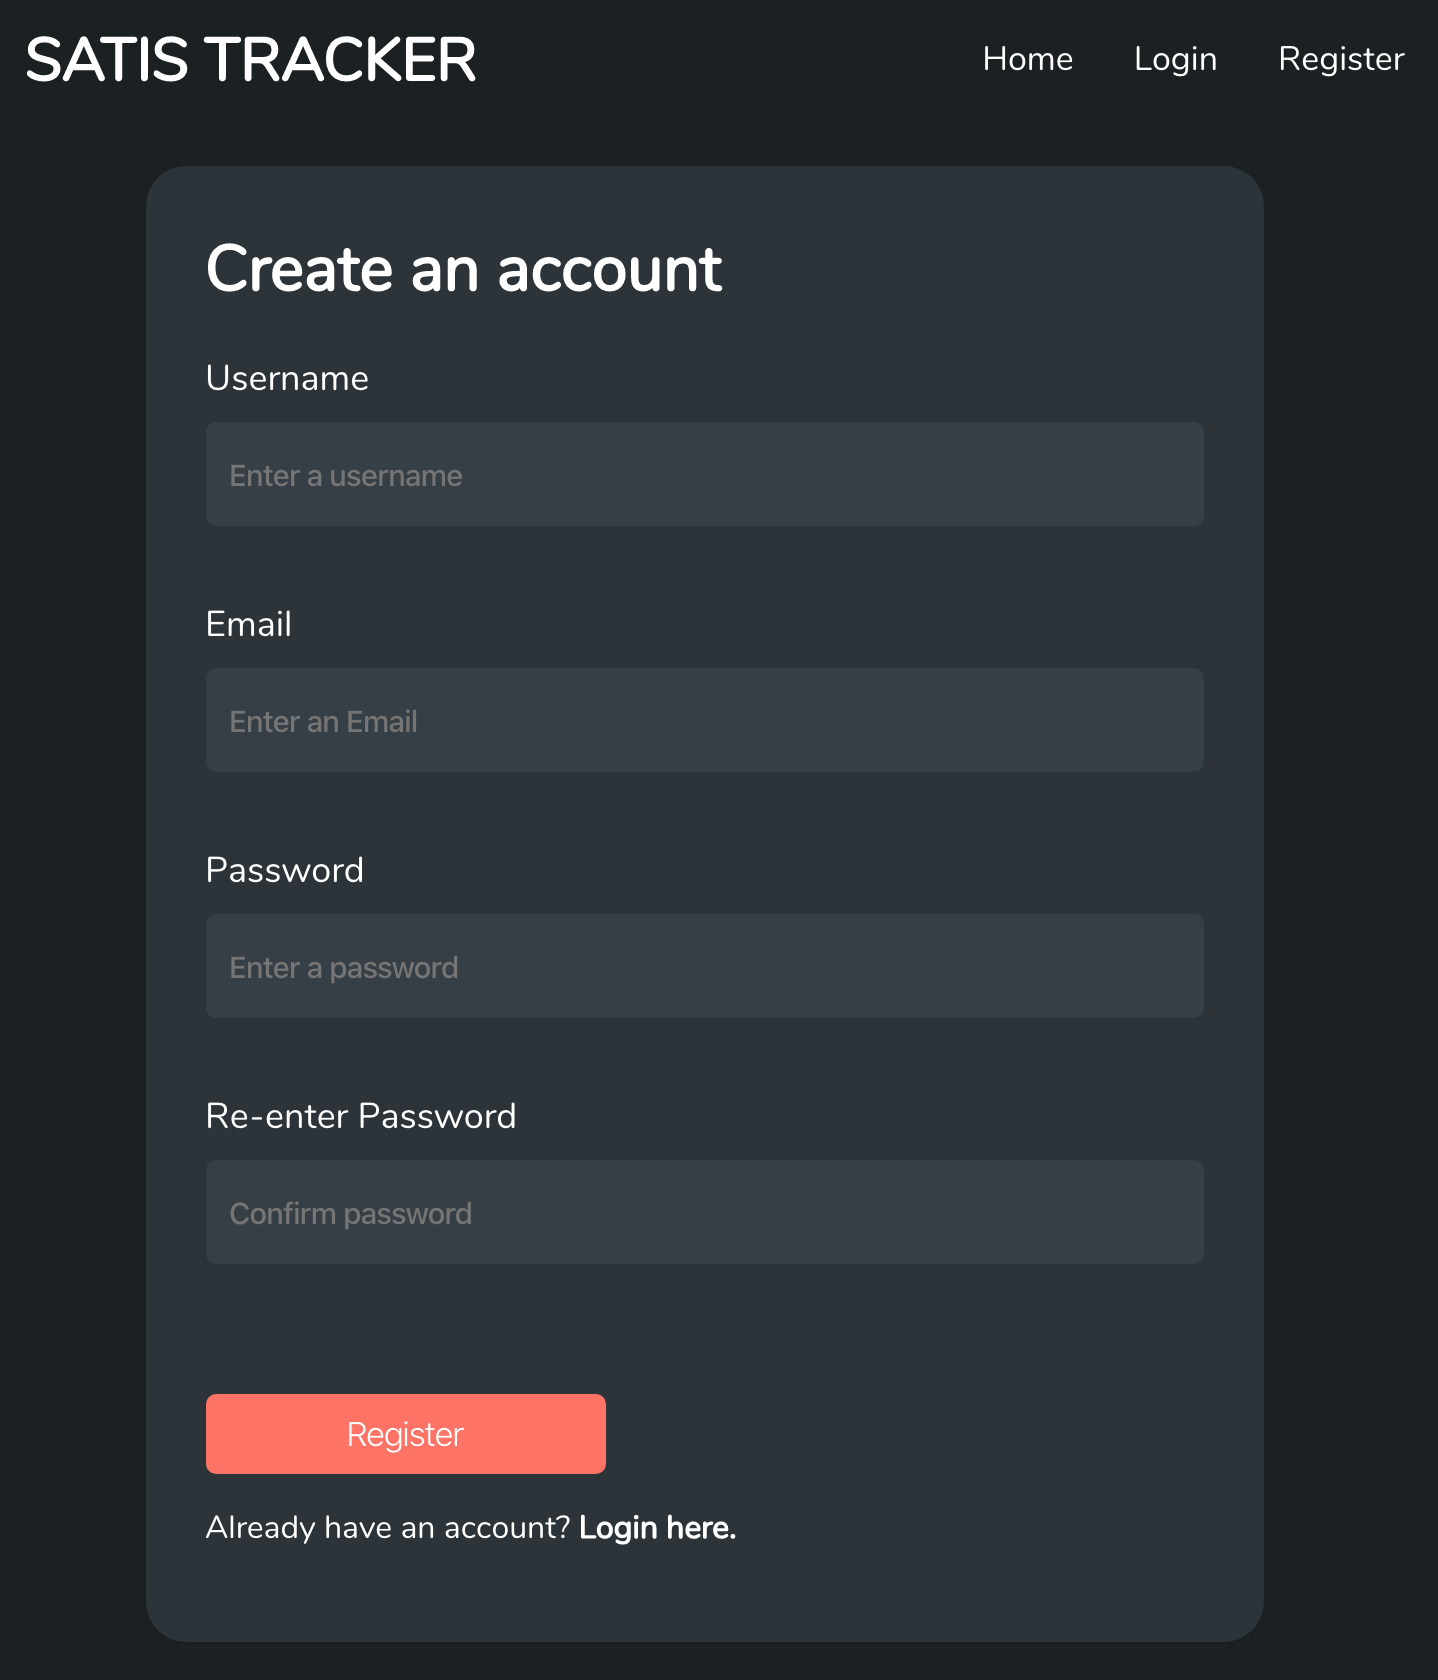 SATIS TRACKER
Home Login Register
Create an account
Username
Enter a username
Email
Enter an Email
Password
Enter a password
Re-enter Password
Confirm password
Register
Already have an account? Login here.